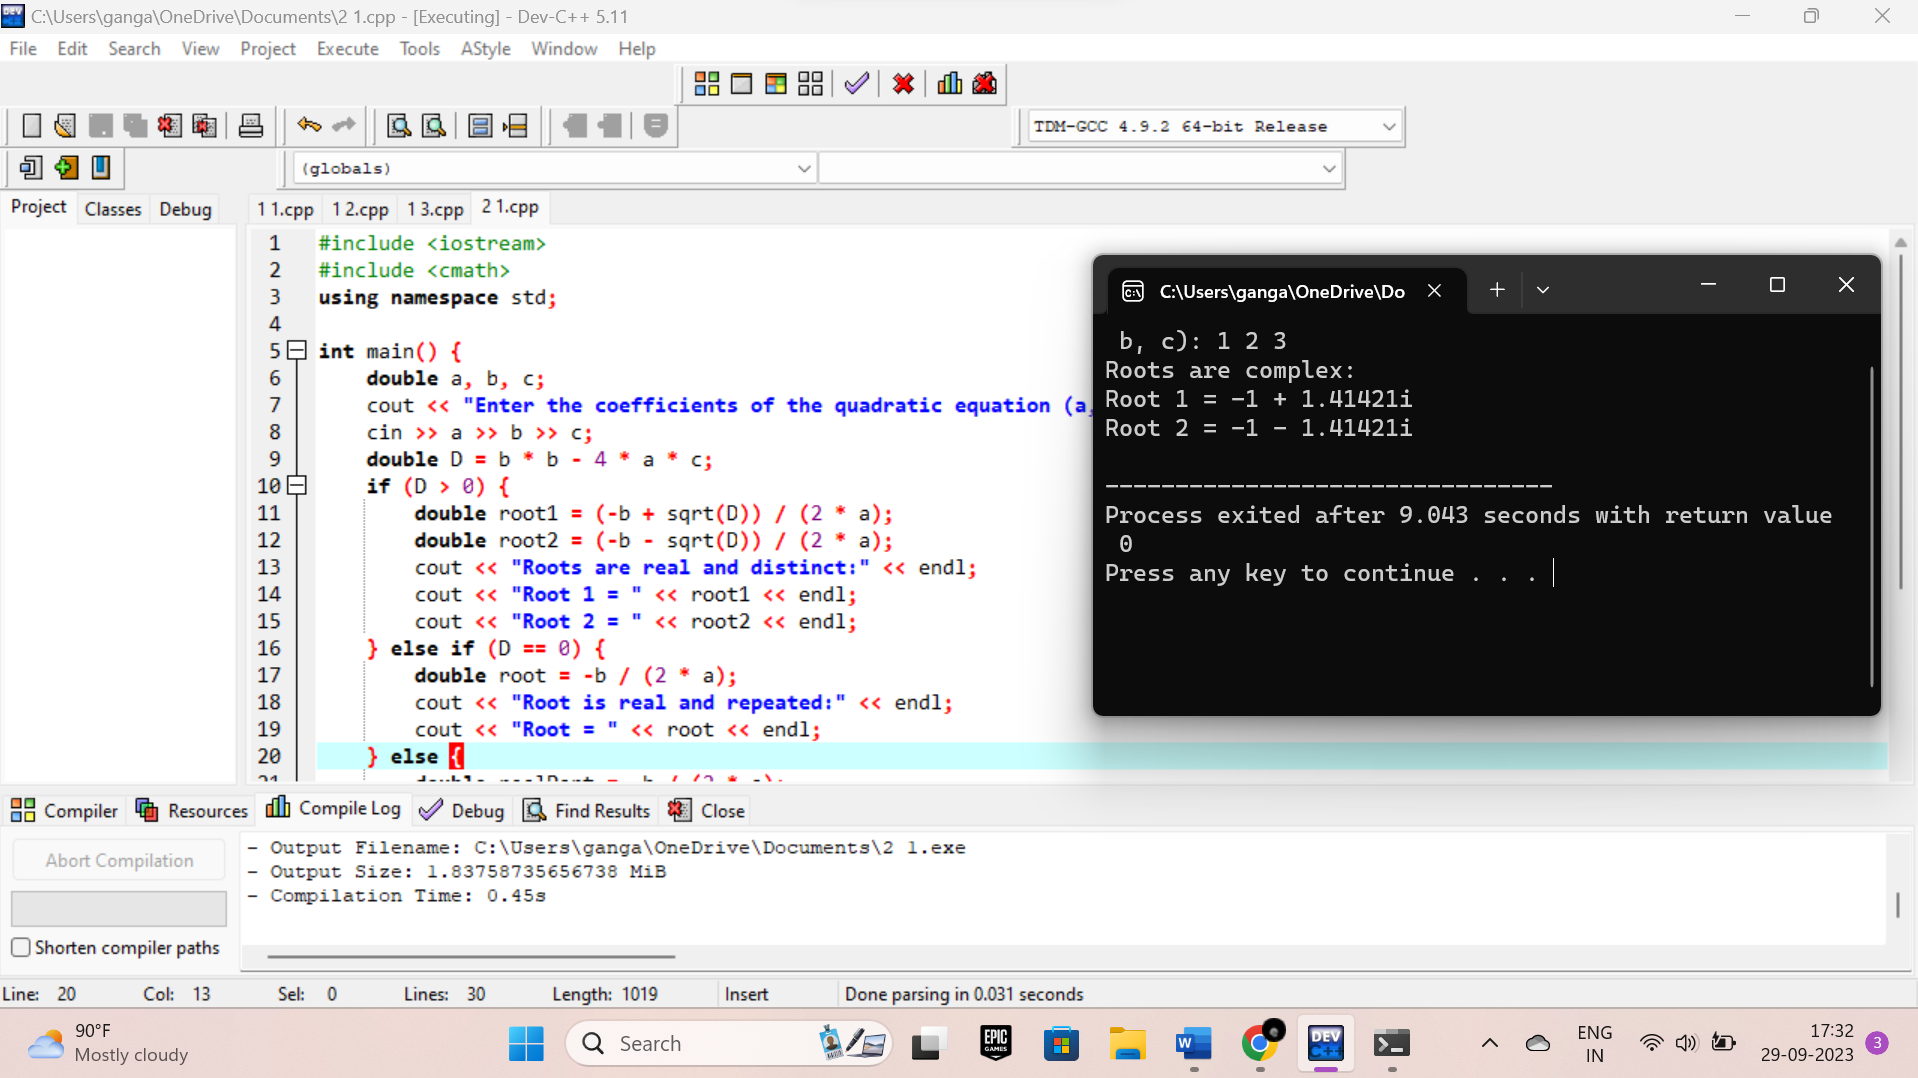 C:\Users\ganga\OneDrive\Documents\2 1.cpp - [Executing] - Dev-C++ 5.11
File Edit Search View Project Execute Tools AStyle Window Help
TDM-GCC 4.9.2 64-bit Release
(globals)
Project Classes Debug
1 1.cpp 1 2.cpp 1 3.cpp 2 1.cpp
1 #include <iostream>
2 #include <cmath>
3 using namespace std;
4
5 int main() {
6 double a, b, c;
7 cout << "Enter the coefficients of the quadratic equation (a,
8 cin >> a >> b >> c;
9 double D = b * b - 4 * a * c;
10 if (D > 0) {
11 double root1 = (-b + sqrt(D)) / (2 * a);
12 double root2 = (-b - sqrt(D)) / (2 * a);
13 cout << "Roots are real and distinct:" << endl;
14 cout << "Root 1 = " << root1 << endl;
15 cout << "Root 2 = " << root2 << endl;
16 } else if (D == 0) {
17 double root = -b / (2 * a);
18 cout << "Root is real and repeated:" << endl;
19 cout << "Root = " << root << endl;
20 } else {
C:\Users\ganga\OneDrive\Do
b, c): 1 2 3
Roots are complex:
Root 1 = -1 + 1.41421i
Root 2 = -1 - 1.41421i
--------------------------------
Process exited after 9.043 seconds with return value
0
Press any key to continue . . .
Compiler Resources Compile Log Debug Find Results Close
Abort Compilation
Shorten compiler paths
- Output Filename: C:\Users\ganga\OneDrive\Documents\2 1.exe
- Output Size: 1.83758735656738 MiB
- Compilation Time: 0.45s
Line: 20 Col: 13 Sel: 0 Lines: 30 Length: 1019 Insert Done parsing in 0.031 seconds
90°F
Mostly cloudy
Search
EPIC
GAMES
W
DEV
C++
ENG
IN
17:32
29-09-2023
3